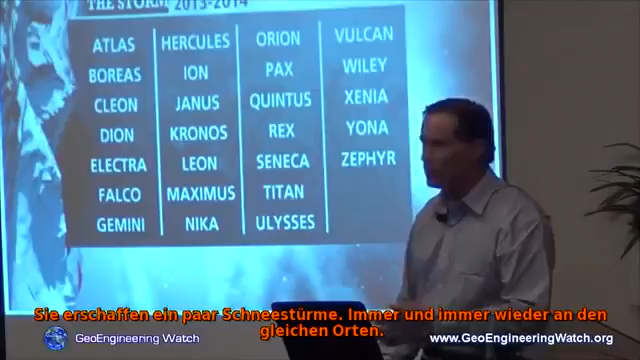 THE STORM 2013-2014
ATLAS HERCULES ORION VULCAN
BOREAS ION PAX WILEY
CLEON JANUS QUINTUS XENIA
DION KRONOS REX YONA
ELECTRA LEON SENECA ZEPHYR
FALCO MAXIMUS TITAN
GEMINI NIKA ULYSSES
Sie erschaffen ein paar Schneestürme. Immer und immer wieder an den
gleichen Orten.
GeoEngineering Watch www.GeoEngineeringWatch.org